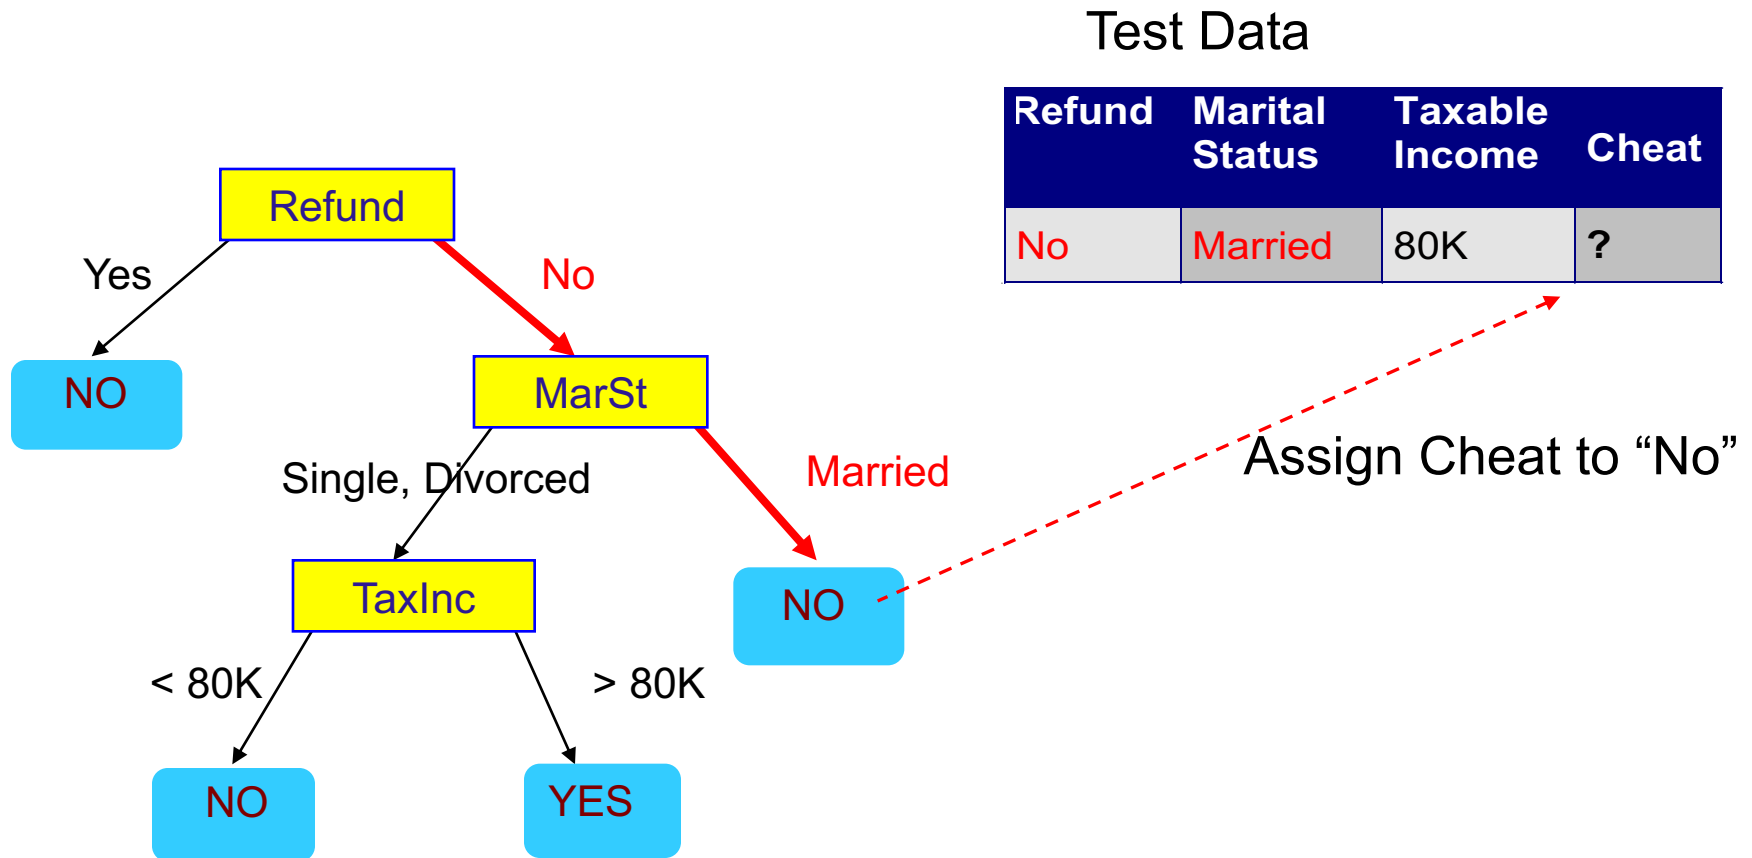 Test Data
Refund Marital Status Taxable Income Cheat
No Married 80K ?
Refund
Yes
No
NO
MarSt
Single, Divorced
Married
Assign Cheat to “No”
TaxInc
NO
< 80K
> 80K
NO
YES